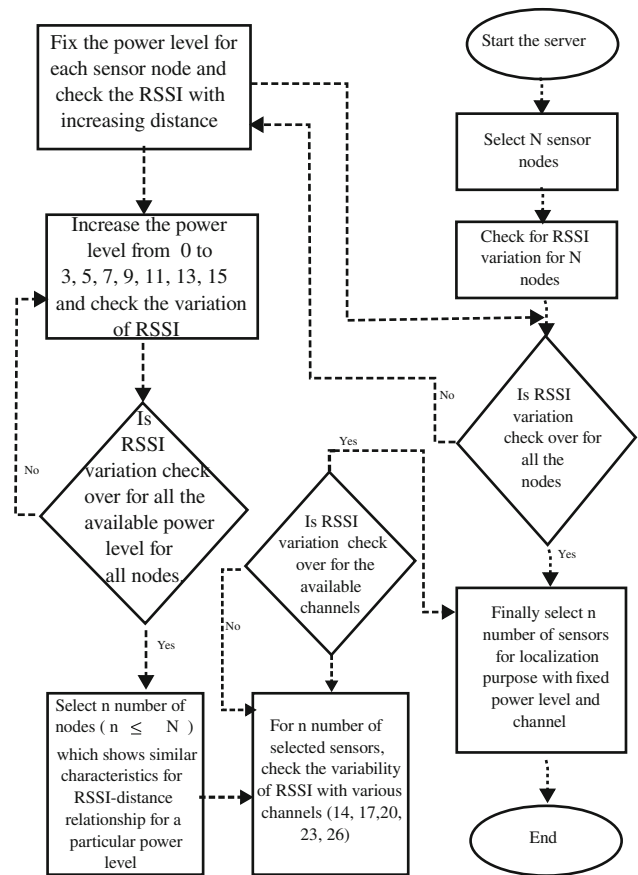 Start the server
Select N sensor
nodes
Check for RSSI
variation for N
nodes
Is RSSI
variation
check over for
all the
nodes
No
Yes
Fix the power level for
each sensor node and
check the RSSI with
increasing distance
Increase the power
level from 0 to
3, 5, 7, 9, 11, 13, 15
and check the variation
of RSSI
Is
RSSI
variation check
over for all the
available power
level for
all nodes.
No
Yes
Select n number of
nodes ( n ≤ N )
which shows similar
characteristics for
RSSI-distance
relationship for a
particular power
level
For n number of
selected sensors,
check the variability
of RSSI with various
channels (14, 17,20,
23, 26)
Is RSSI
variation check
over for the
available
channels
No
Yes
Finally select n
number of sensors
for localization
purpose with fixed
power level and
channel
End